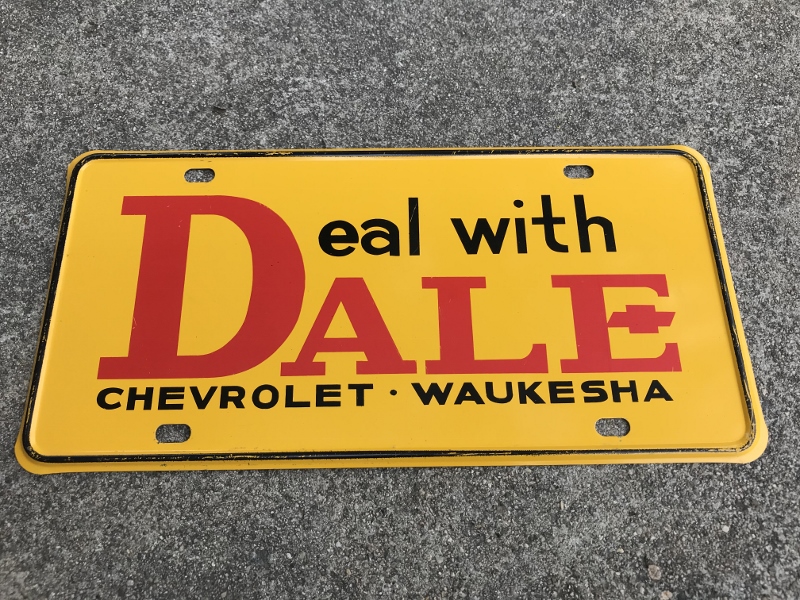 Deal with
DALE
CHEVROLET · WAUKESHA